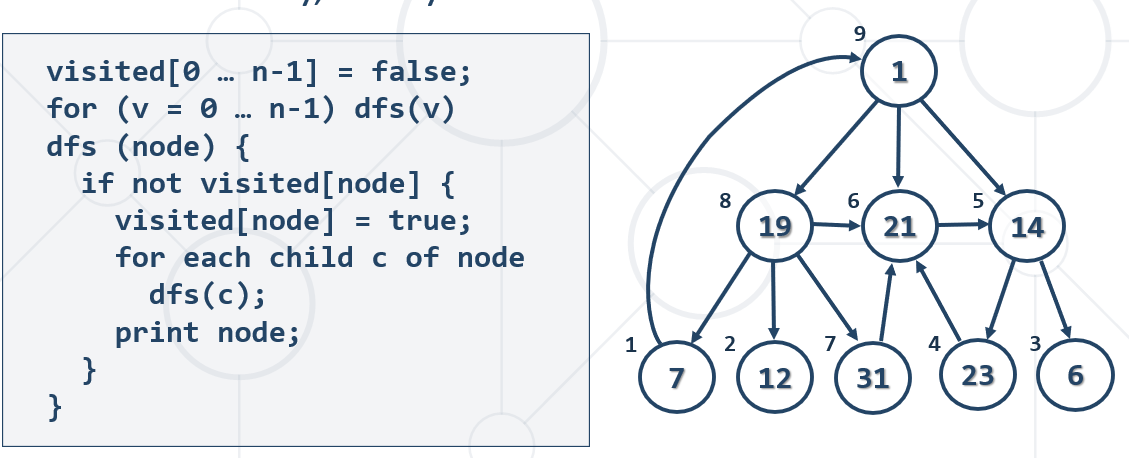 visited[0 … n-1] = false;
for (v = 0 … n-1) dfs(v)
dfs (node) {
if not visited[node] {
visited[node] = true;
for each child c of node
dfs(c);
print node;
}
}
9
1
8
19
6
21
5
14
1
7
2
12
7
31
4
23
3
6